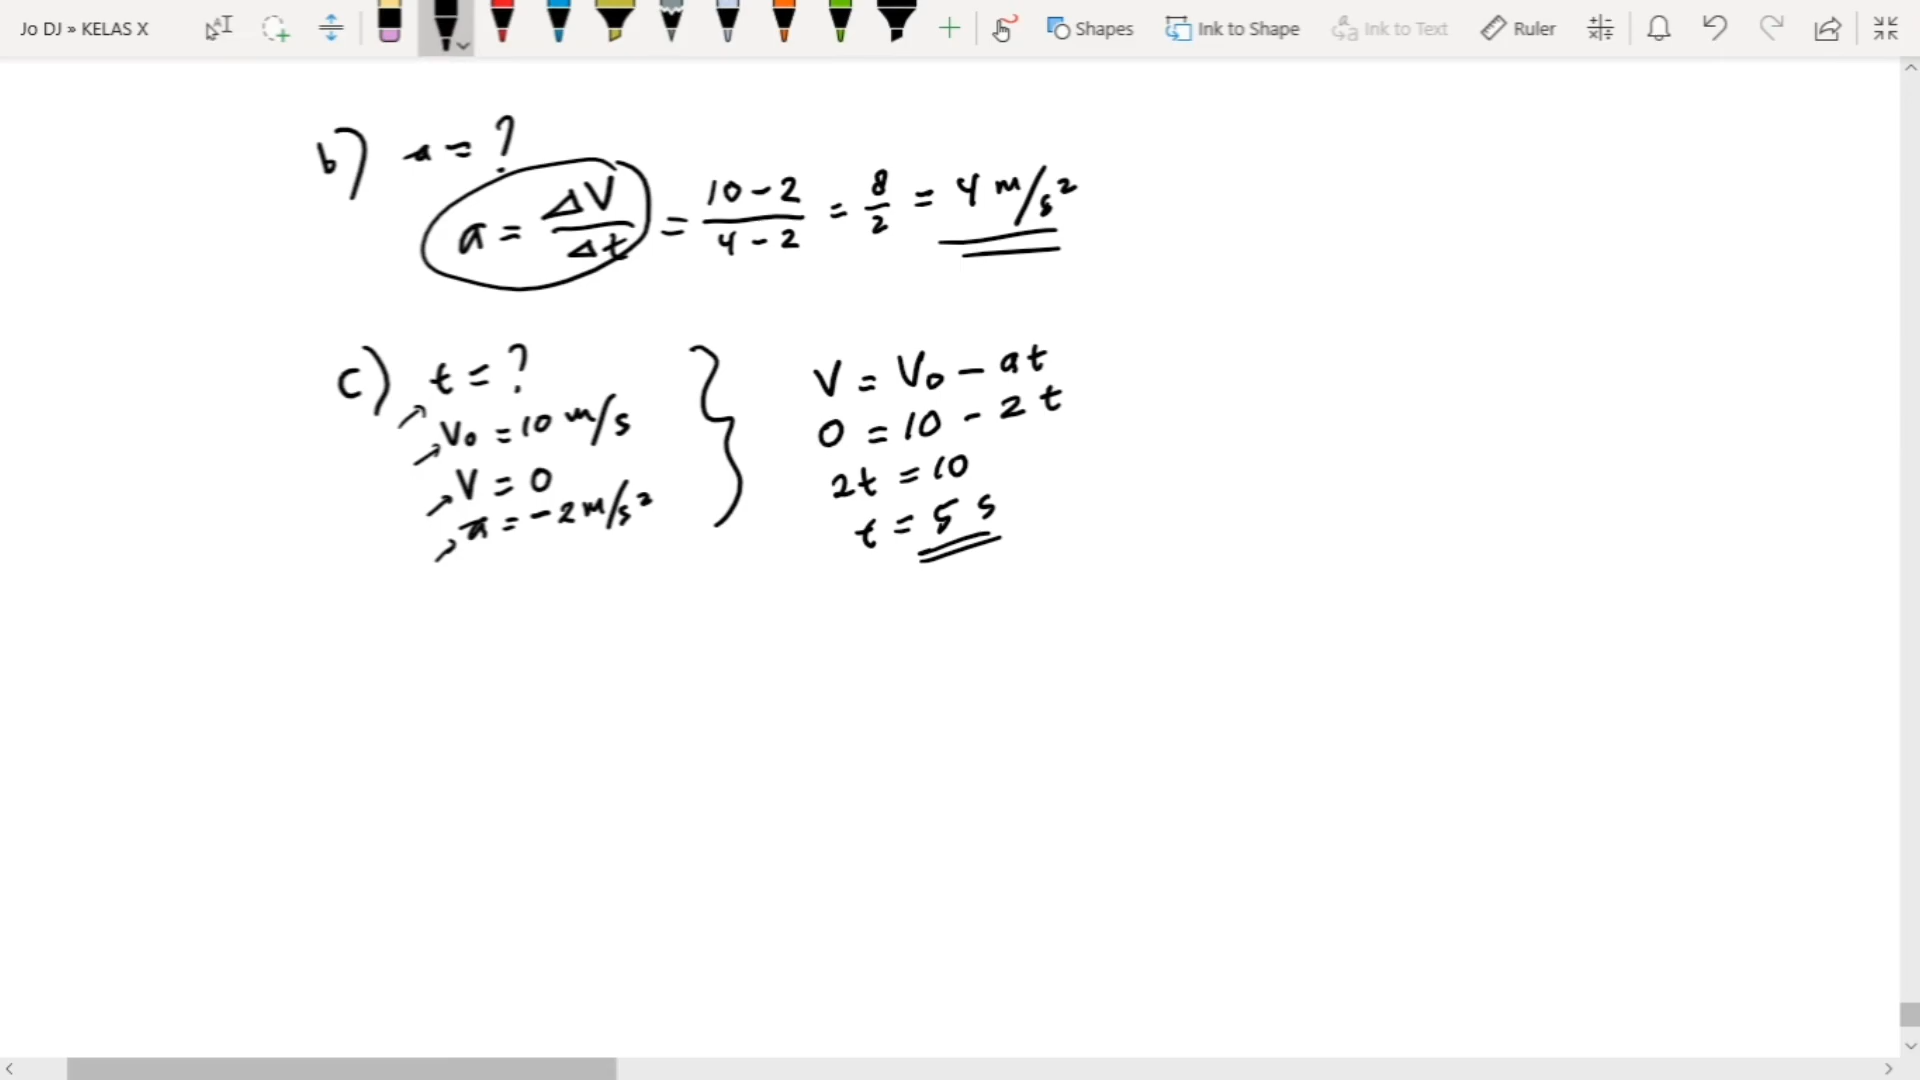 Jo DJ » KELAS X Shapes Ink to Shape Ink to Text Ruler
b) a = ?
a = ΔV/Δt = (10 - 2)/(4 - 2) = 8/2 = 4 m/s²
c) t = ?
V₀ = 10 m/s
V = 0
a = -2 m/s²
V = V₀ - at
0 = 10 - 2t
2t = 10
t = 5 s